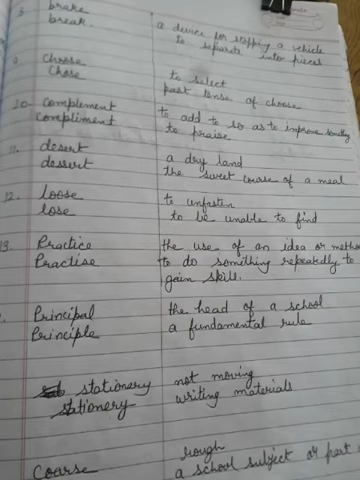 brake
break
a device for stopping a vehicle
to separate into pieces
9. choose
chose
to select
past tense of choose
10. complement
compliment
to add to so as to improve
to praise
11. desert
dessert
a dry land
the sweet course of a meal
12. loose
lose
to unfasten
to be unable to find
13. Practice
Practise
the use of an idea or method
to do something repeatedly to
gain skill.
Principal
Principle
the head of a school
a fundamental rule
stationery
stationery
not moving
writing materials
Coarse
rough
a school subject or part